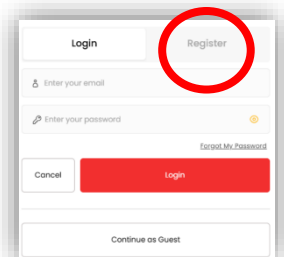 Login
Register
Enter your email
Enter your password
Forgot My Password
Cancel
Login
Continue as Guest